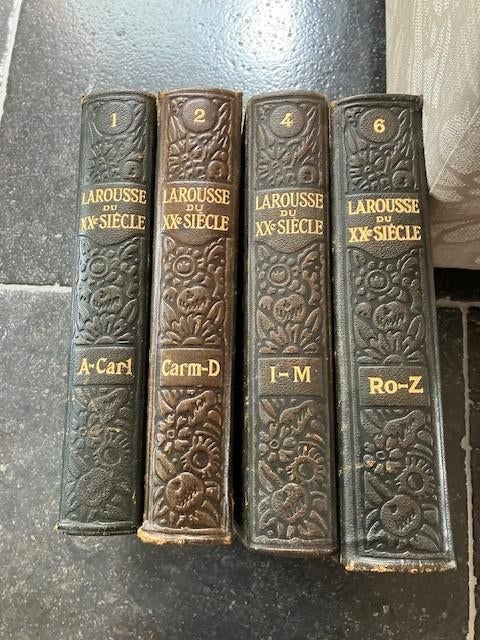 1
LAROUSSE
DU
XXe SIÈCLE
A-Carl
2
LAROUSSE
DU
XXe SIÈCLE
Carm-D
4
LAROUSSE
DU
XXe SIÈCLE
I-M
6
LAROUSSE
DU
XXe SIÈCLE
Ro-Z